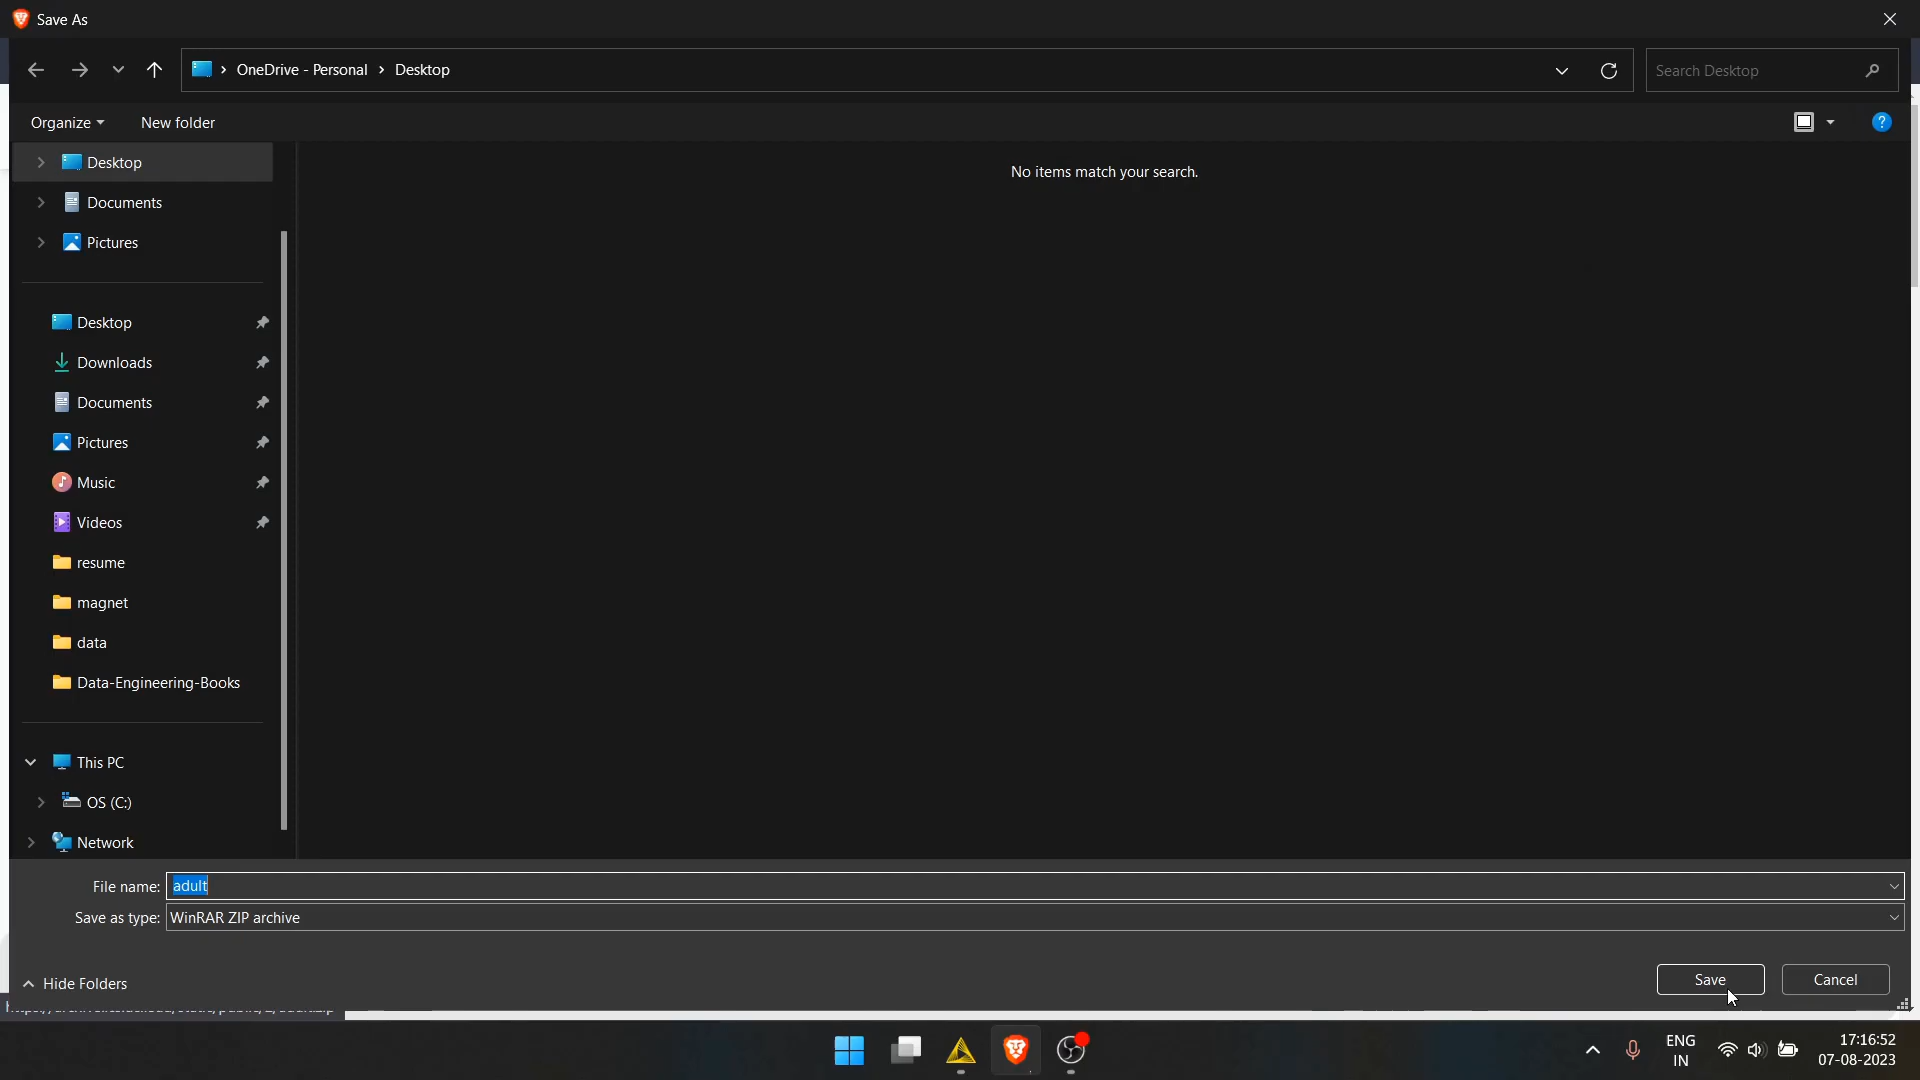 Save As
OneDrive - Personal > Desktop
Search Desktop
Organize
New folder
No items match your search.
Desktop
Documents
Pictures
Desktop
Downloads
Documents
Pictures
Music
Videos
resume
magnet
data
Data-Engineering-Books
This PC
OS (C:)
Network
File name: adult
Save as type: WinRAR ZIP archive
Hide Folders
Save
Cancel
ENG
IN
17:16:52
07-08-2023